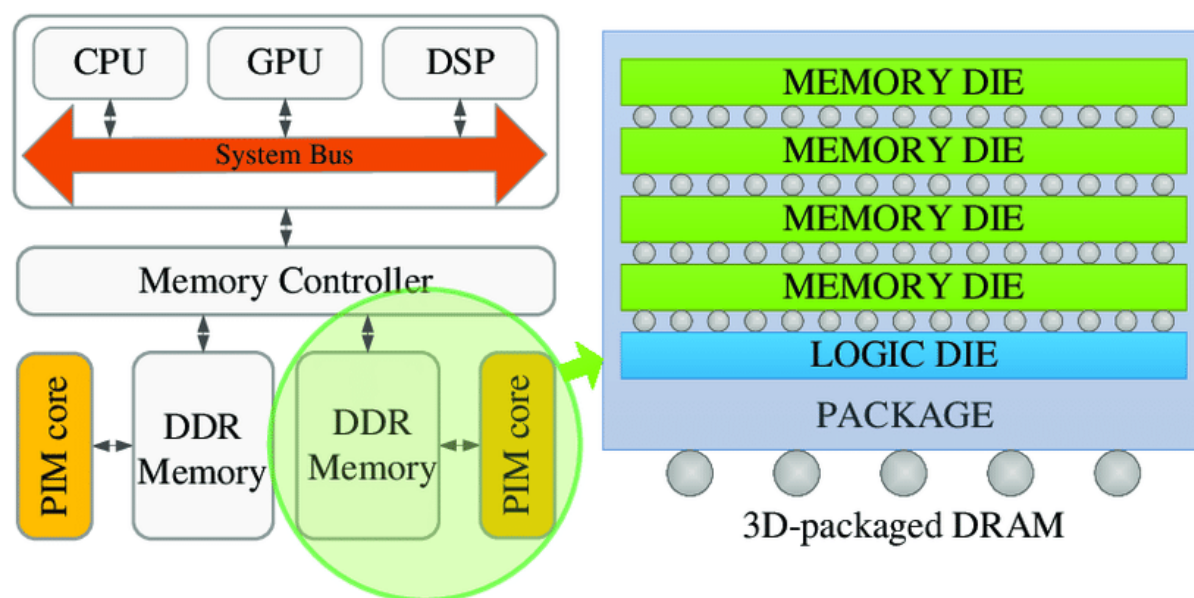 CPU
GPU
DSP
System Bus
Memory Controller
PIM core
DDR
Memory
DDR
Memory
PIM core
MEMORY DIE
MEMORY DIE
MEMORY DIE
MEMORY DIE
LOGIC DIE
PACKAGE
3D-packaged DRAM